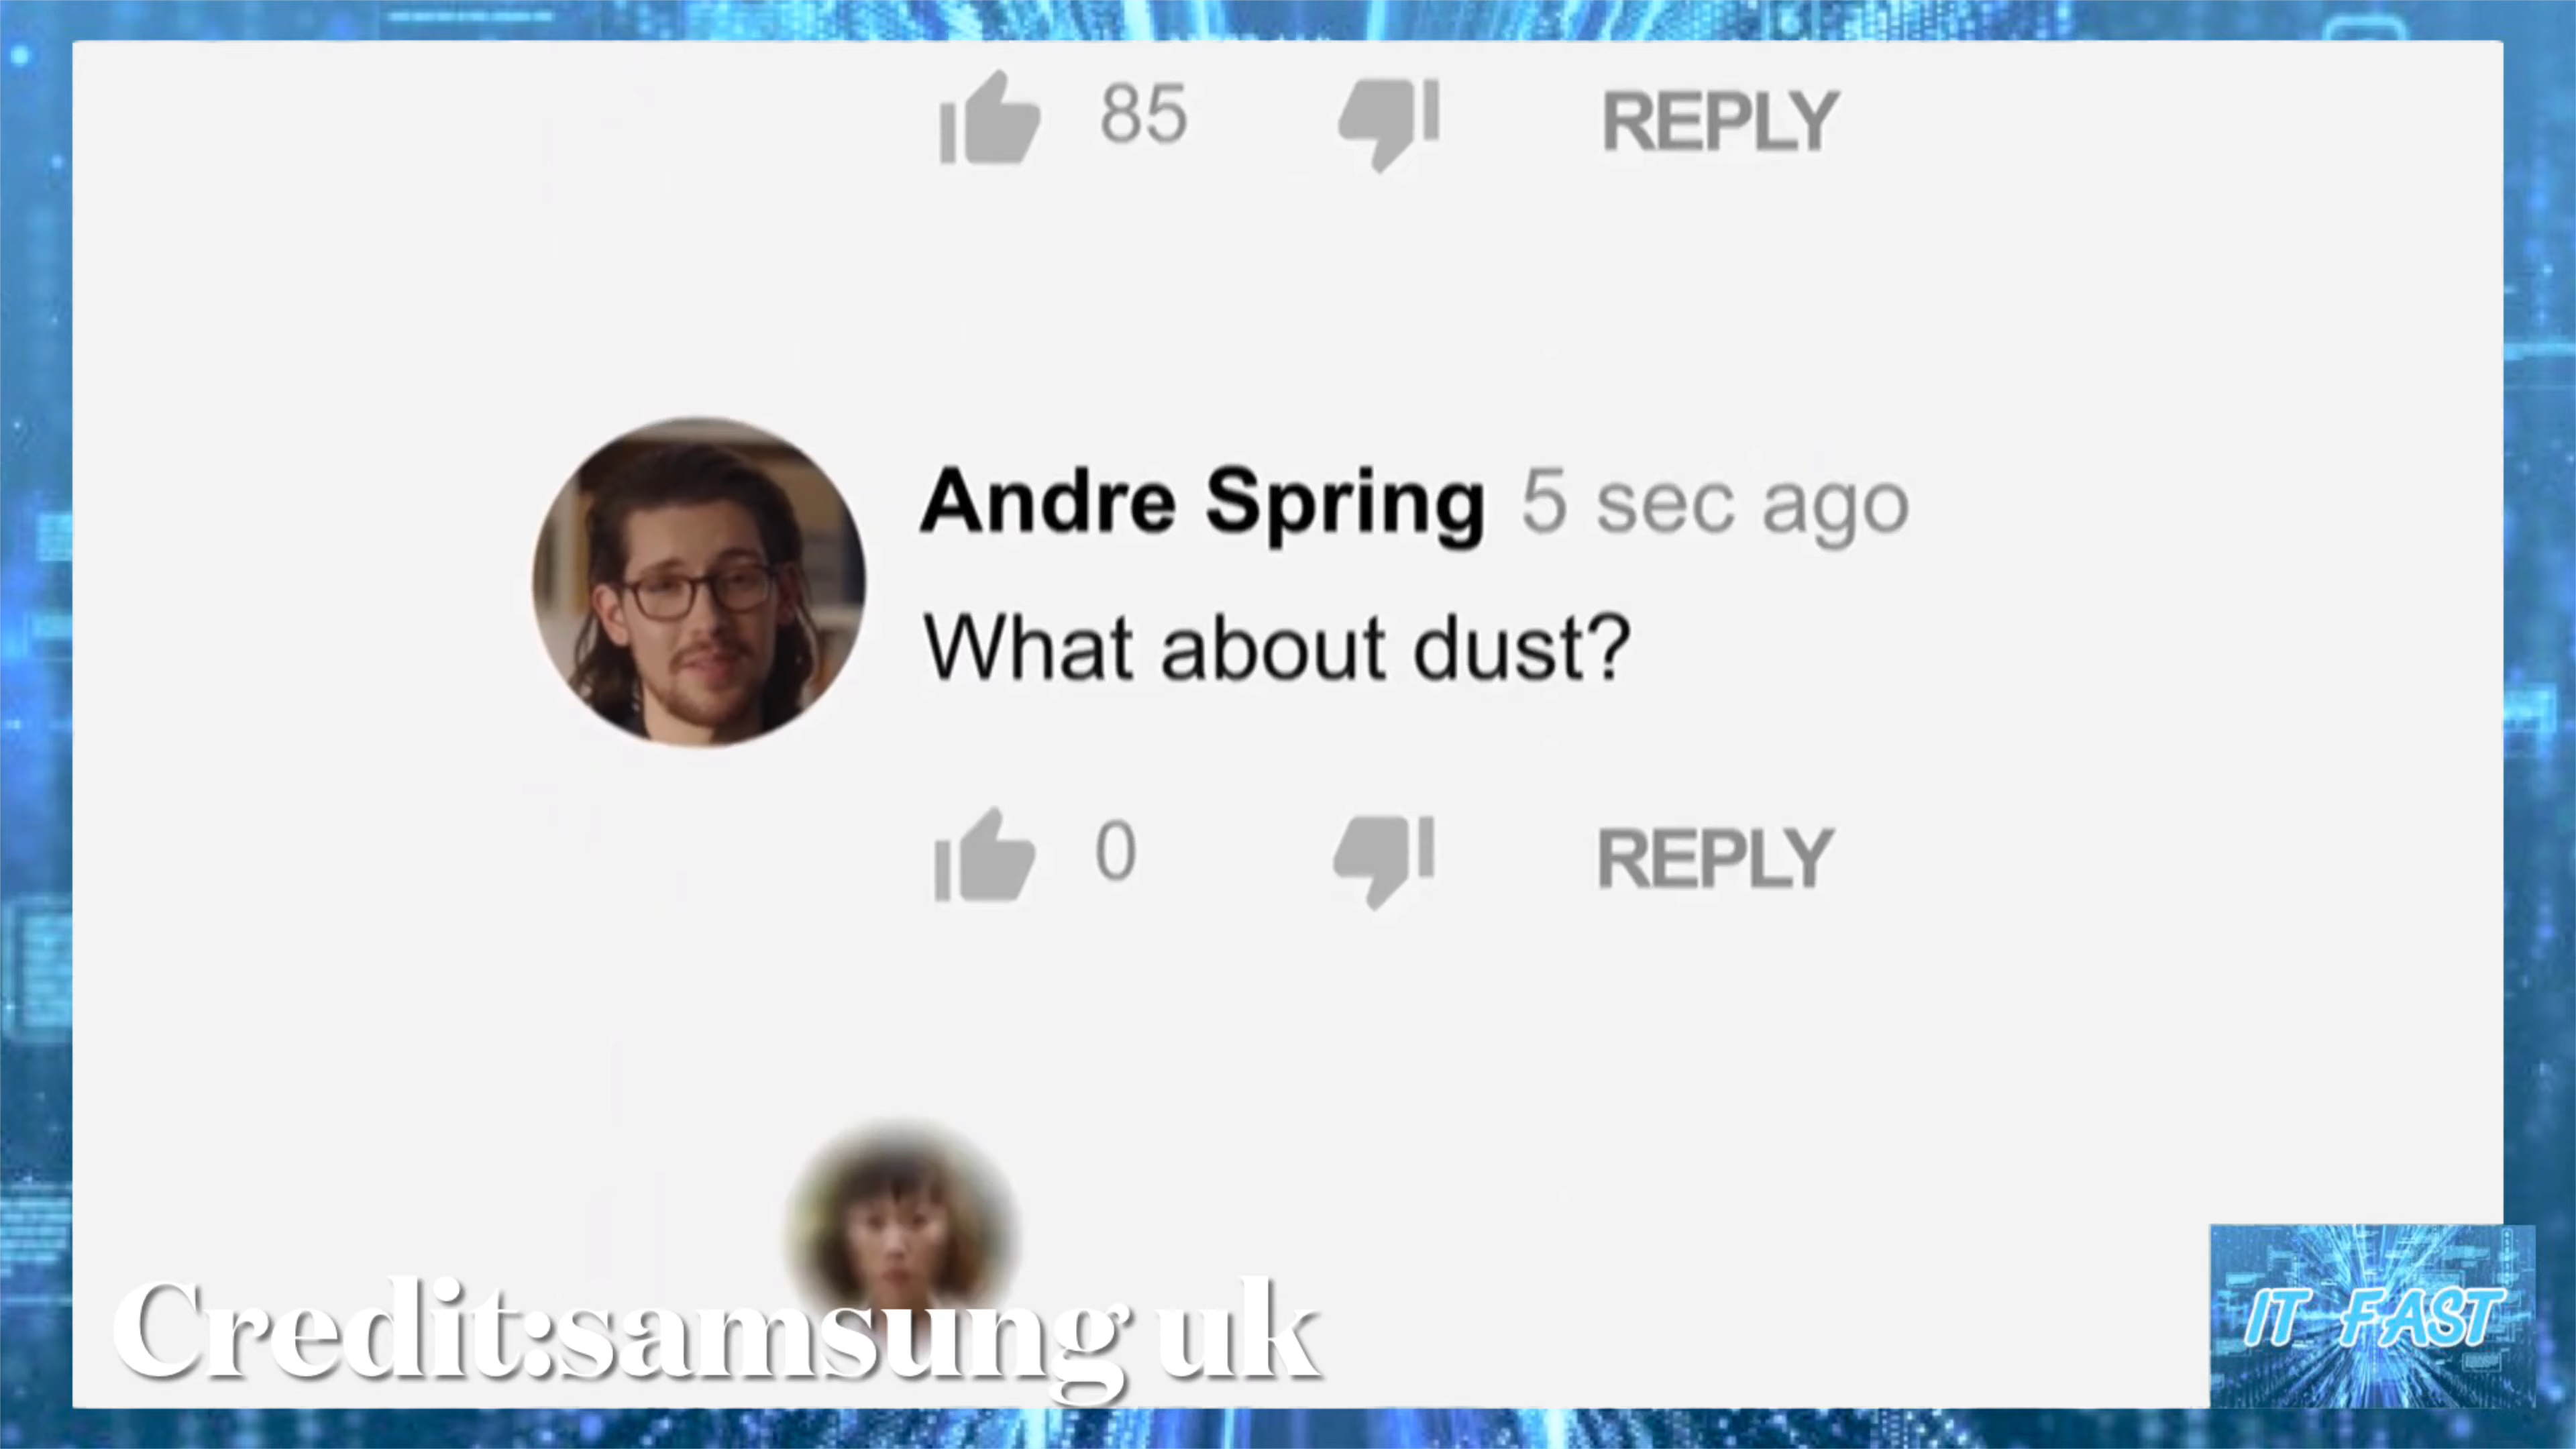 85 REPLY
Andre Spring 5 sec ago
What about dust?
0 REPLY
Credit:samsung uk
IT FAST